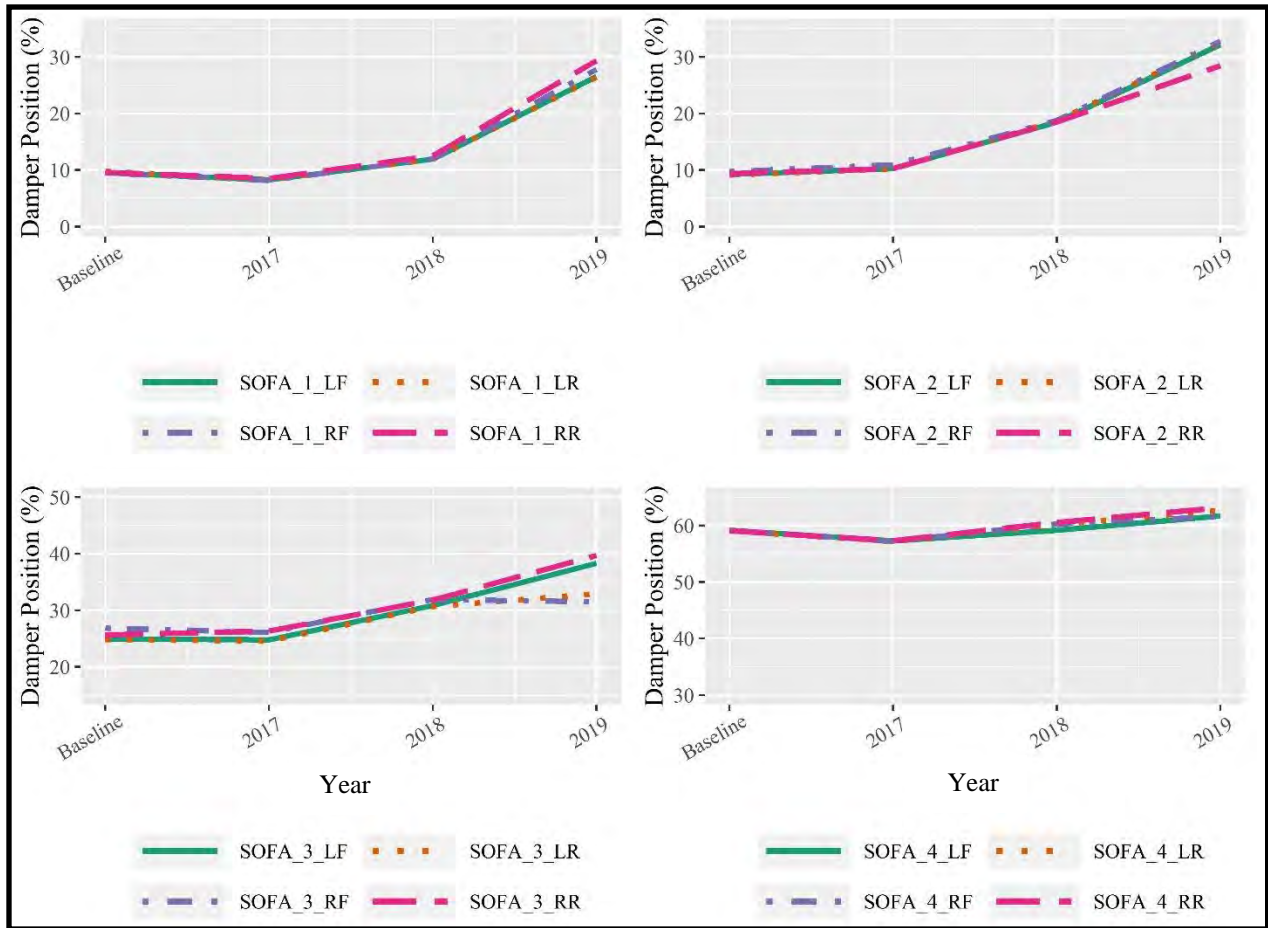 Damper Position (%)
30
20
10
0
Baseline
2017
2018
2019
SOFA_1_LF
SOFA_1_LR
SOFA_1_RF
SOFA_1_RR
Damper Position (%)
30
20
10
0
Baseline
2017
2018
2019
SOFA_2_LF
SOFA_2_LR
SOFA_2_RF
SOFA_2_RR
Damper Position (%)
50
40
30
20
Baseline
2017
2018
2019
Year
SOFA_3_LF
SOFA_3_LR
SOFA_3_RF
SOFA_3_RR
Damper Position (%)
60
50
40
30
Baseline
2017
2018
2019
Year
SOFA_4_LF
SOFA_4_LR
SOFA_4_RF
SOFA_4_RR